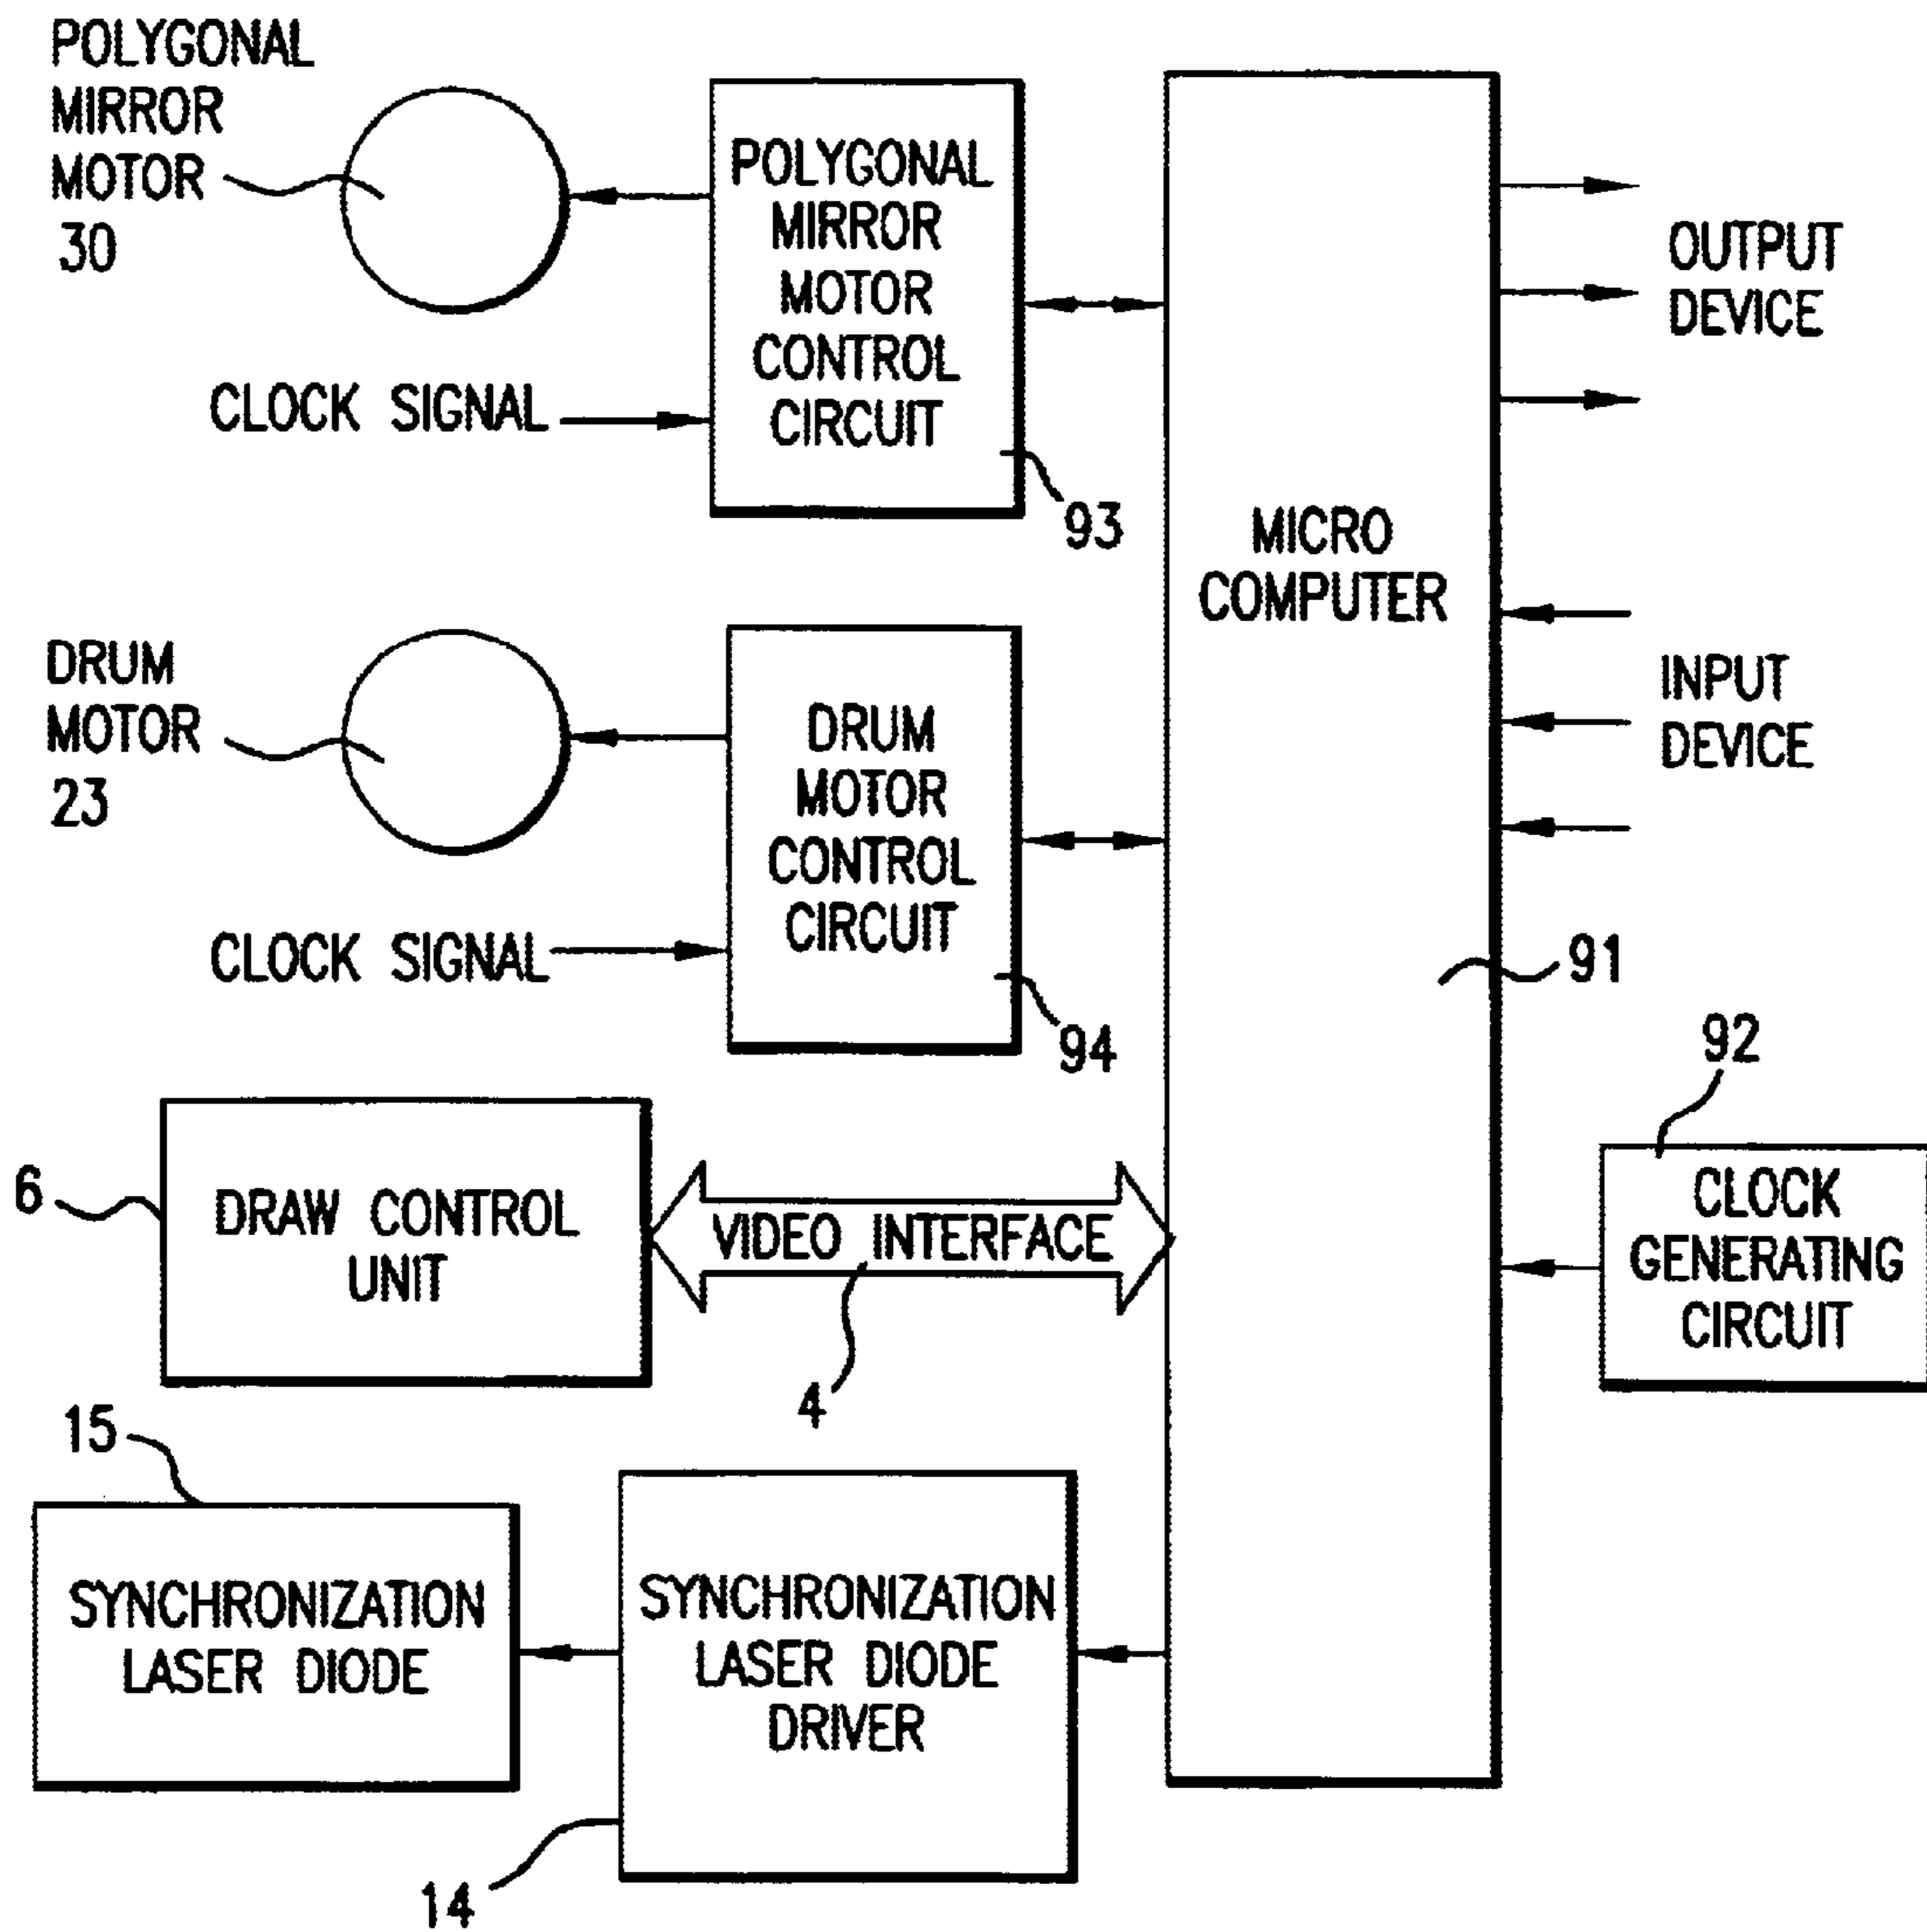 POLYGONAL
MIRROR
MOTOR
30
POLYGONAL
MIRROR
MOTOR
CONTROL
CIRCUIT
CLOCK SIGNAL
93
OUTPUT
DEVICE
MICRO
COMPUTER
DRUM
MOTOR
23
DRUM
MOTOR
CONTROL
CIRCUIT
CLOCK SIGNAL
94
INPUT
DEVICE
91
92
CLOCK
GENERATING
CIRCUIT
6
DRAW CONTROL
UNIT
VIDEO INTERFACE
4
15
SYNCHRONIZATION
LASER DIODE
SYNCHRONIZATION
LASER DIODE
DRIVER
14